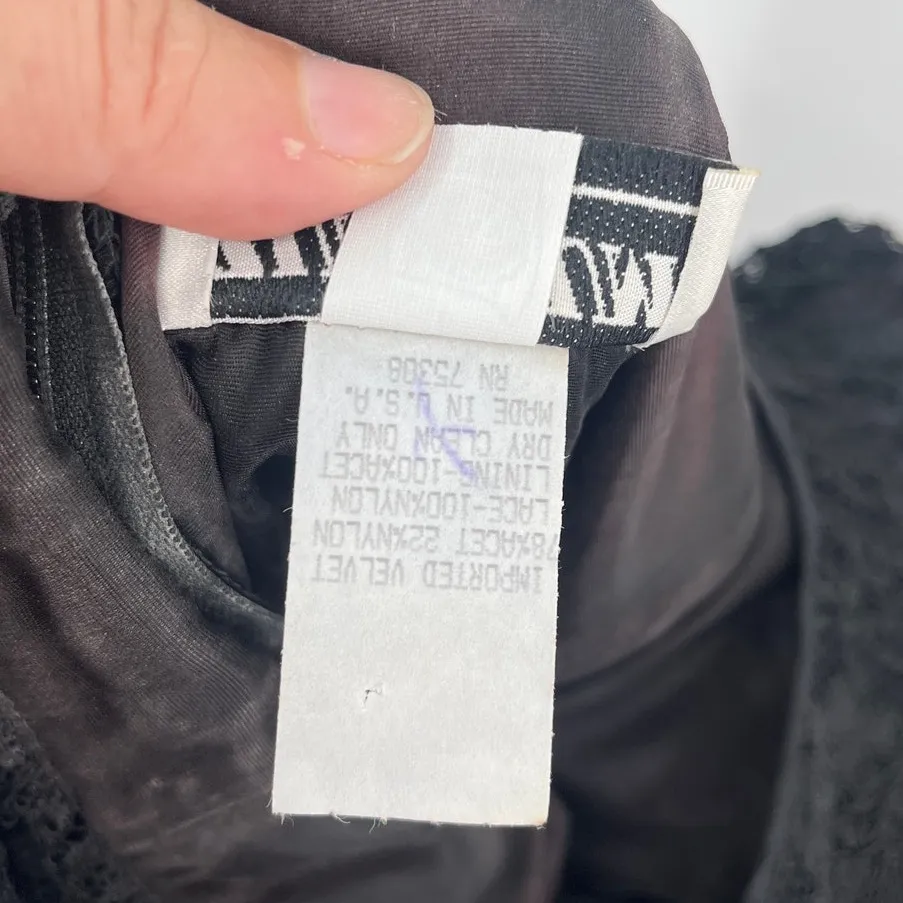 IMPORTED VELVET
78%ACET 22%NYLON
LACE-100%NYLON
LINING-100%ACET
DRY CLEAN ONLY
MADE IN U.S.A.
RN 75308